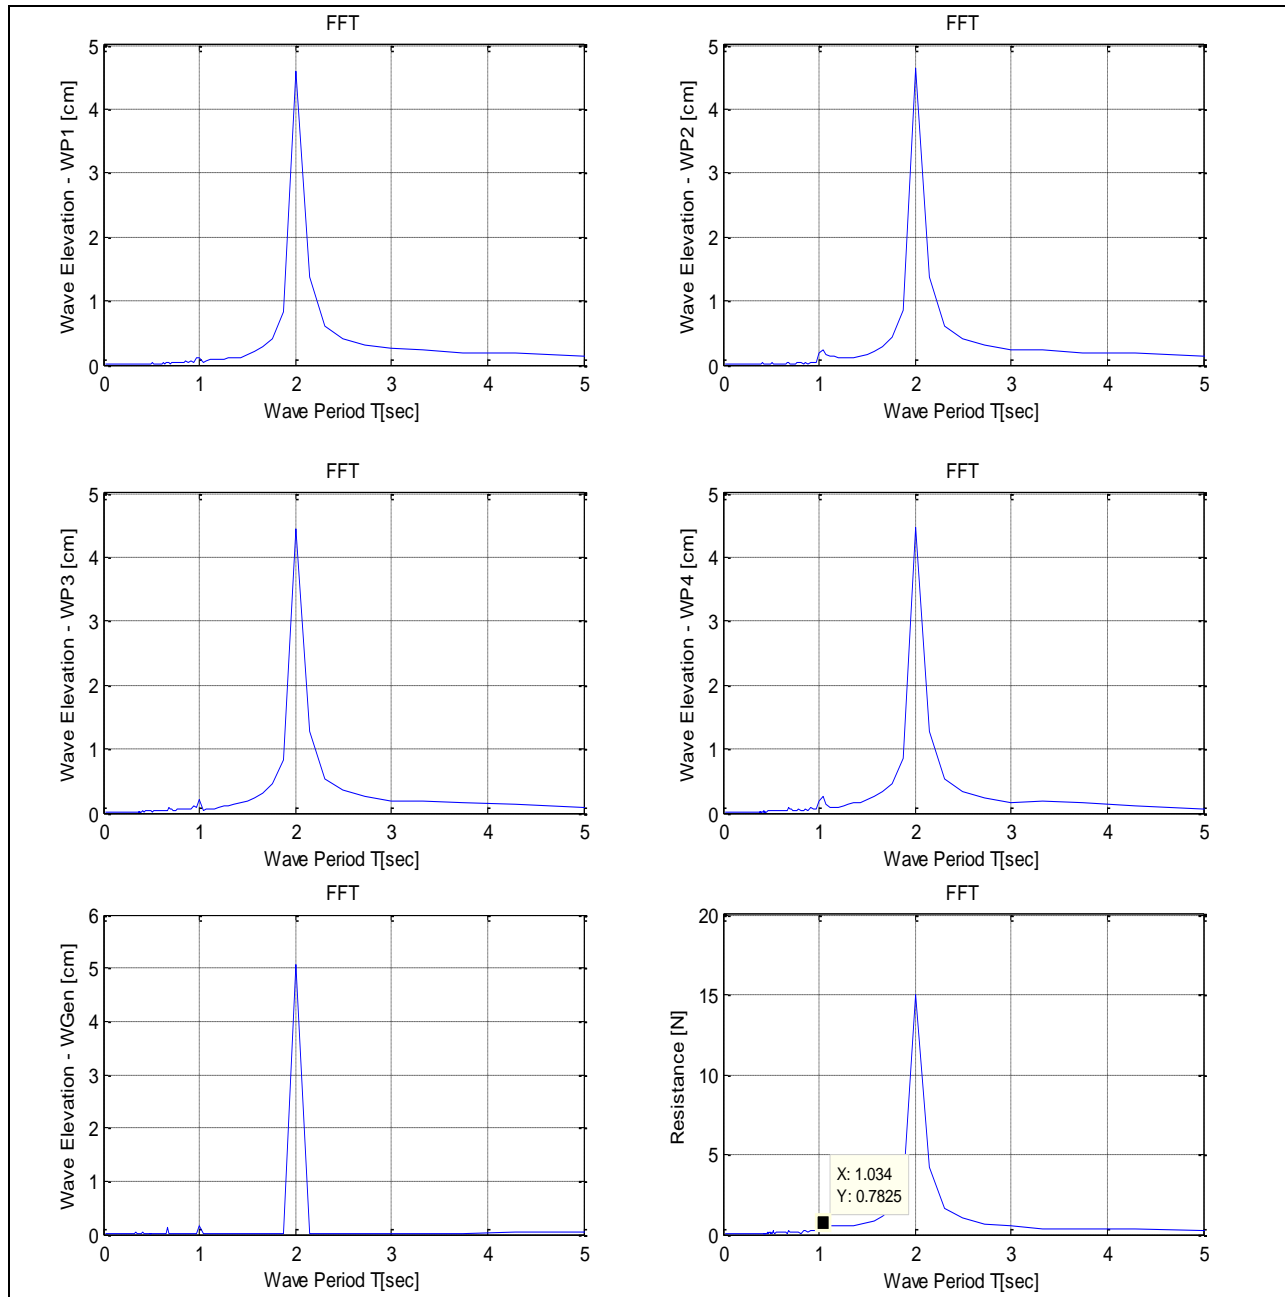 FFT
Wave Elevation - WP1 [cm]
5
4
3
2
1
0
0 1 2 3 4 5
Wave Period T[sec]
FFT
Wave Elevation - WP2 [cm]
5
4
3
2
1
0
0 1 2 3 4 5
Wave Period T[sec]
FFT
Wave Elevation - WP3 [cm]
5
4
3
2
1
0
0 1 2 3 4 5
Wave Period T[sec]
FFT
Wave Elevation - WP4 [cm]
5
4
3
2
1
0
0 1 2 3 4 5
Wave Period T[sec]
FFT
Wave Elevation - WGen [cm]
6
5
4
3
2
1
0
0 1 2 3 4 5
Wave Period T[sec]
FFT
Resistance [N]
20
15
10
5
0
X: 1.034
Y: 0.7825
0 1 2 3 4 5
Wave Period T[sec]